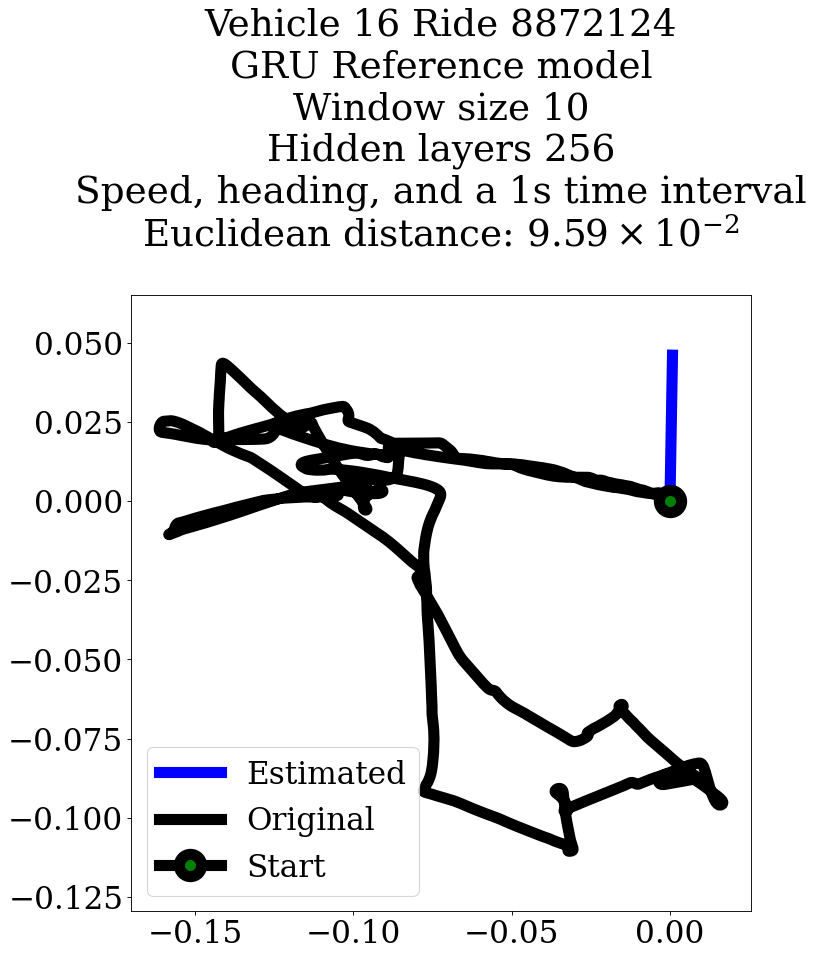 Vehicle 16 Ride 8872124
GRU Reference model
Window size 10
Hidden layers 256
Speed, heading, and a 1s time interval
Euclidean distance: 9.59 × 10⁻²
0.050
0.025
0.000
−0.025
−0.050
−0.075
−0.100
−0.125
Estimated
Original
Start
−0.15
−0.10
−0.05
0.00